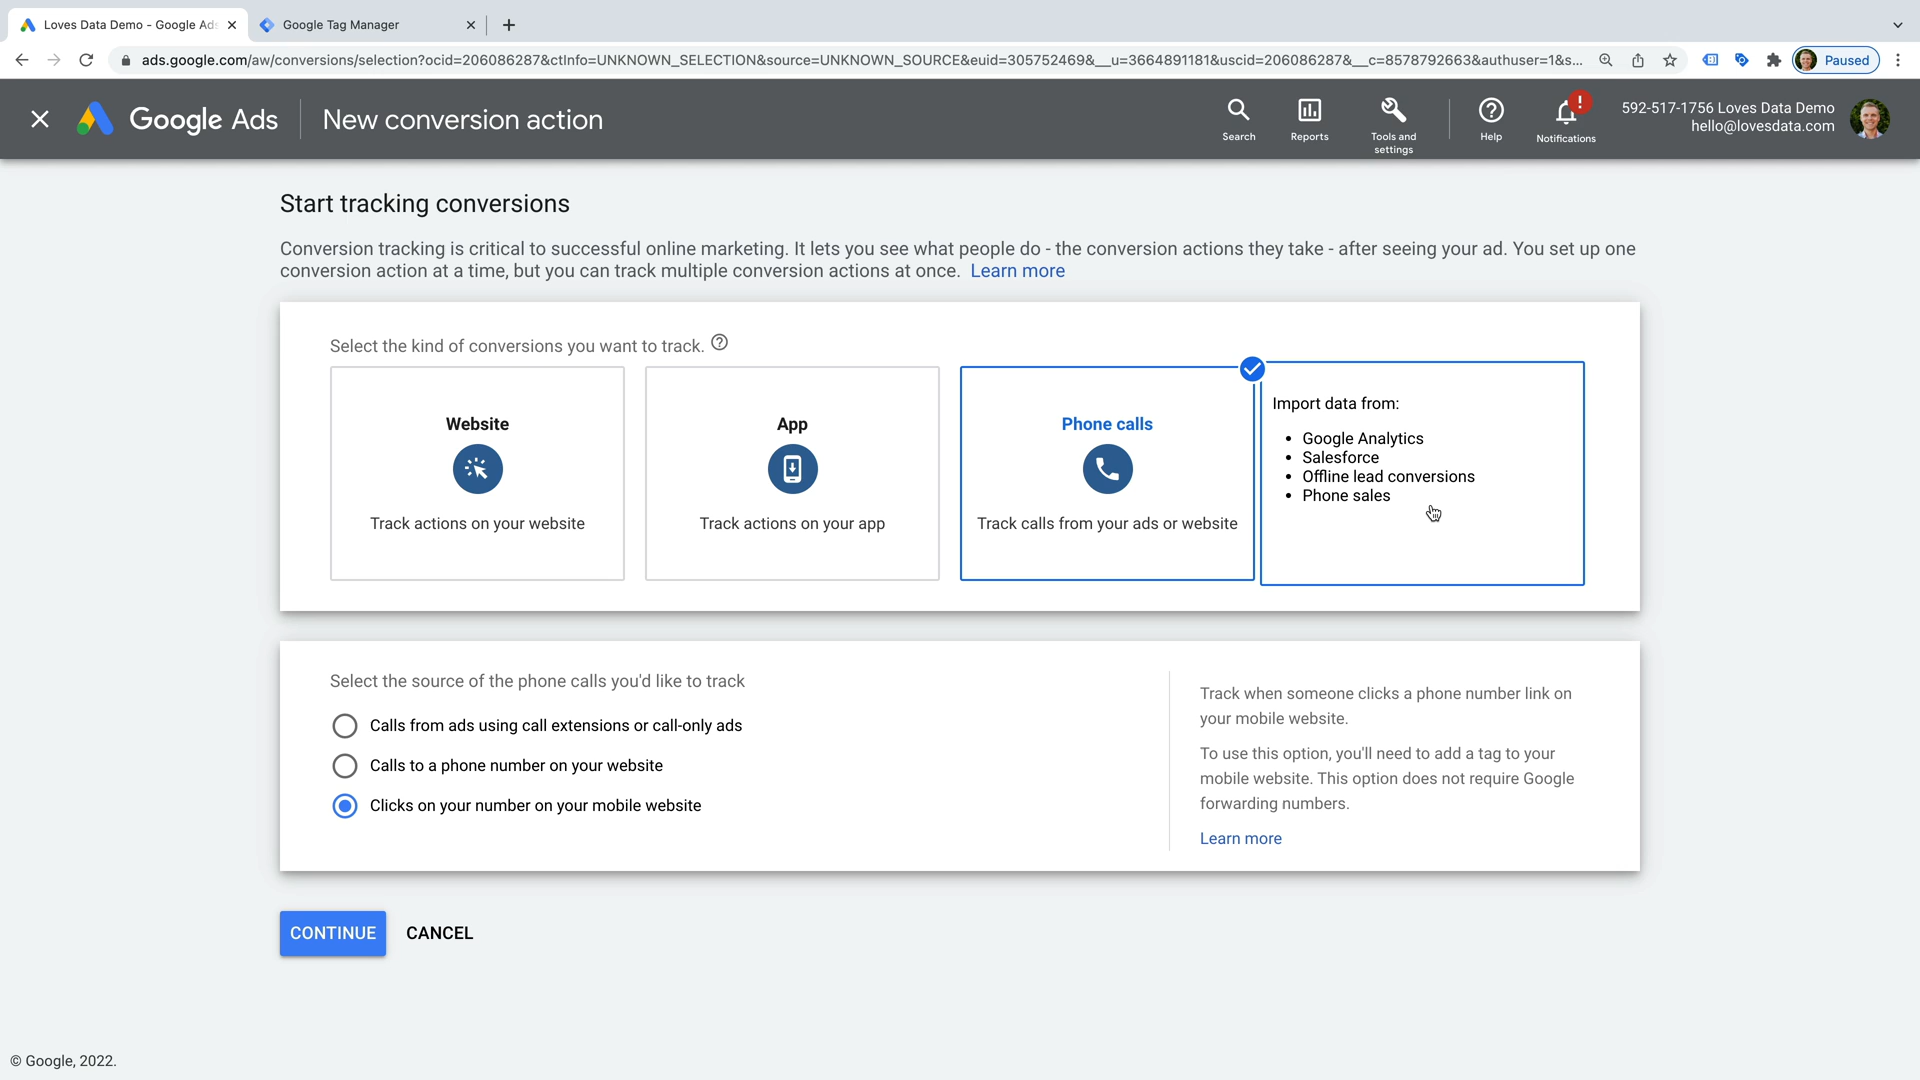 Loves Data Demo - Google Ads
Google Tag Manager
ads.google.com/aw/conversions/selection?ocid=206086287&ctInfo=UNKNOWN_SELECTION&source=UNKNOWN_SOURCE&euid=305752469&__u=3664891181&uscid=206086287&__c=8578792663&authuser=1&s...
Paused
Google Ads
New conversion action
Search
Reports
Tools and
settings
Help
!
Notifications
592-517-1756 Loves Data Demo
hello@lovesdata.com
Start tracking conversions
Conversion tracking is critical to successful online marketing. It lets you see what people do - the conversion actions they take - after seeing your ad. You set up one
conversion action at a time, but you can track multiple conversion actions at once. Learn more
Select the kind of conversions you want to track.
Website
Track actions on your website
App
Track actions on your app
Phone calls
Track calls from your ads or website
Import data from:
• Google Analytics
• Salesforce
• Offline lead conversions
• Phone sales
Select the source of the phone calls you'd like to track
Calls from ads using call extensions or call-only ads
Calls to a phone number on your website
Clicks on your number on your mobile website
Track when someone clicks a phone number link on
your mobile website.
To use this option, you'll need to add a tag to your
mobile website. This option does not require Google
forwarding numbers.
Learn more
CONTINUE
CANCEL
© Google, 2022.